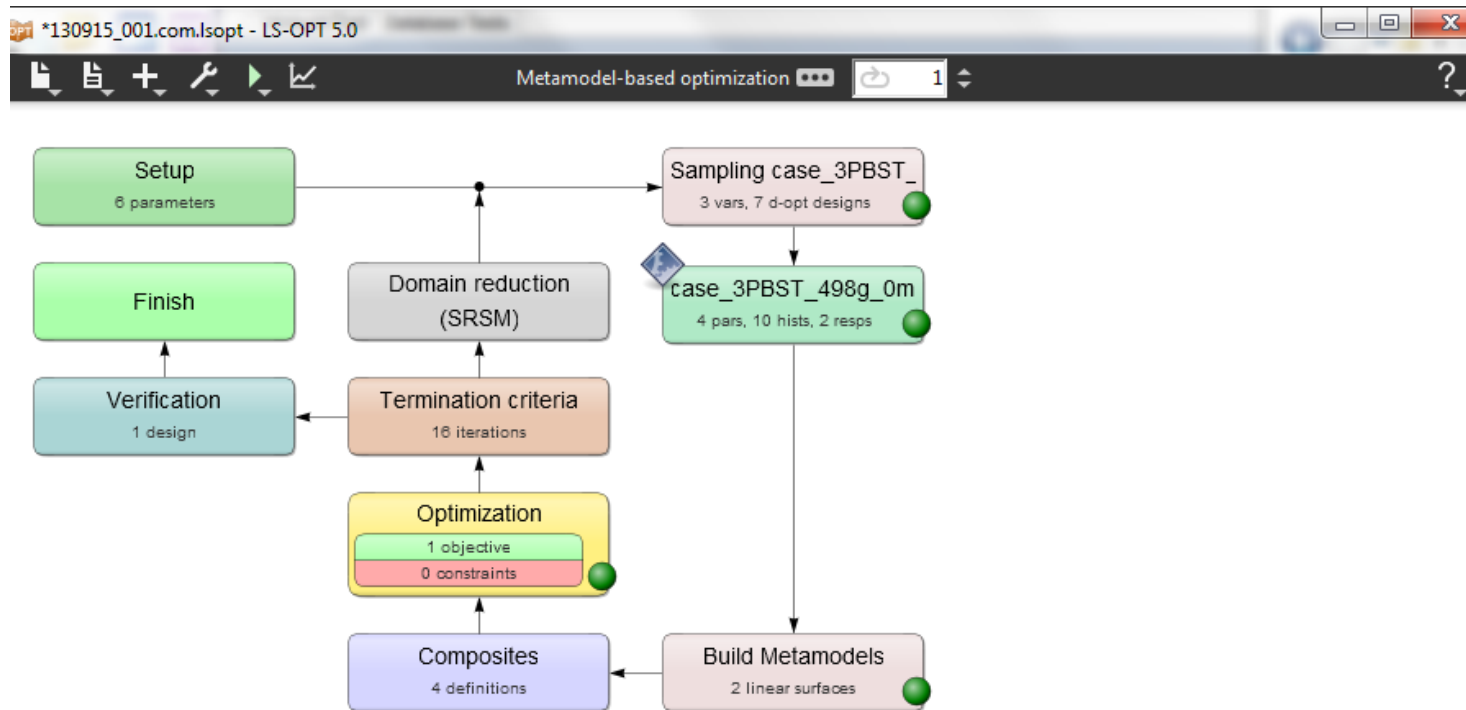 *130915_001.com.lsopt - LS-OPT 5.0
Metamodel-based optimization
1
?
Setup
6 parameters
Sampling case_3PBST_
3 vars, 7 d-opt designs
Finish
Domain reduction
(SRSM)
case_3PBST_498g_0m
4 pars, 10 hists, 2 resps
Verification
1 design
Termination criteria
16 iterations
Optimization
1 objective
0 constraints
Composites
4 definitions
Build Metamodels
2 linear surfaces